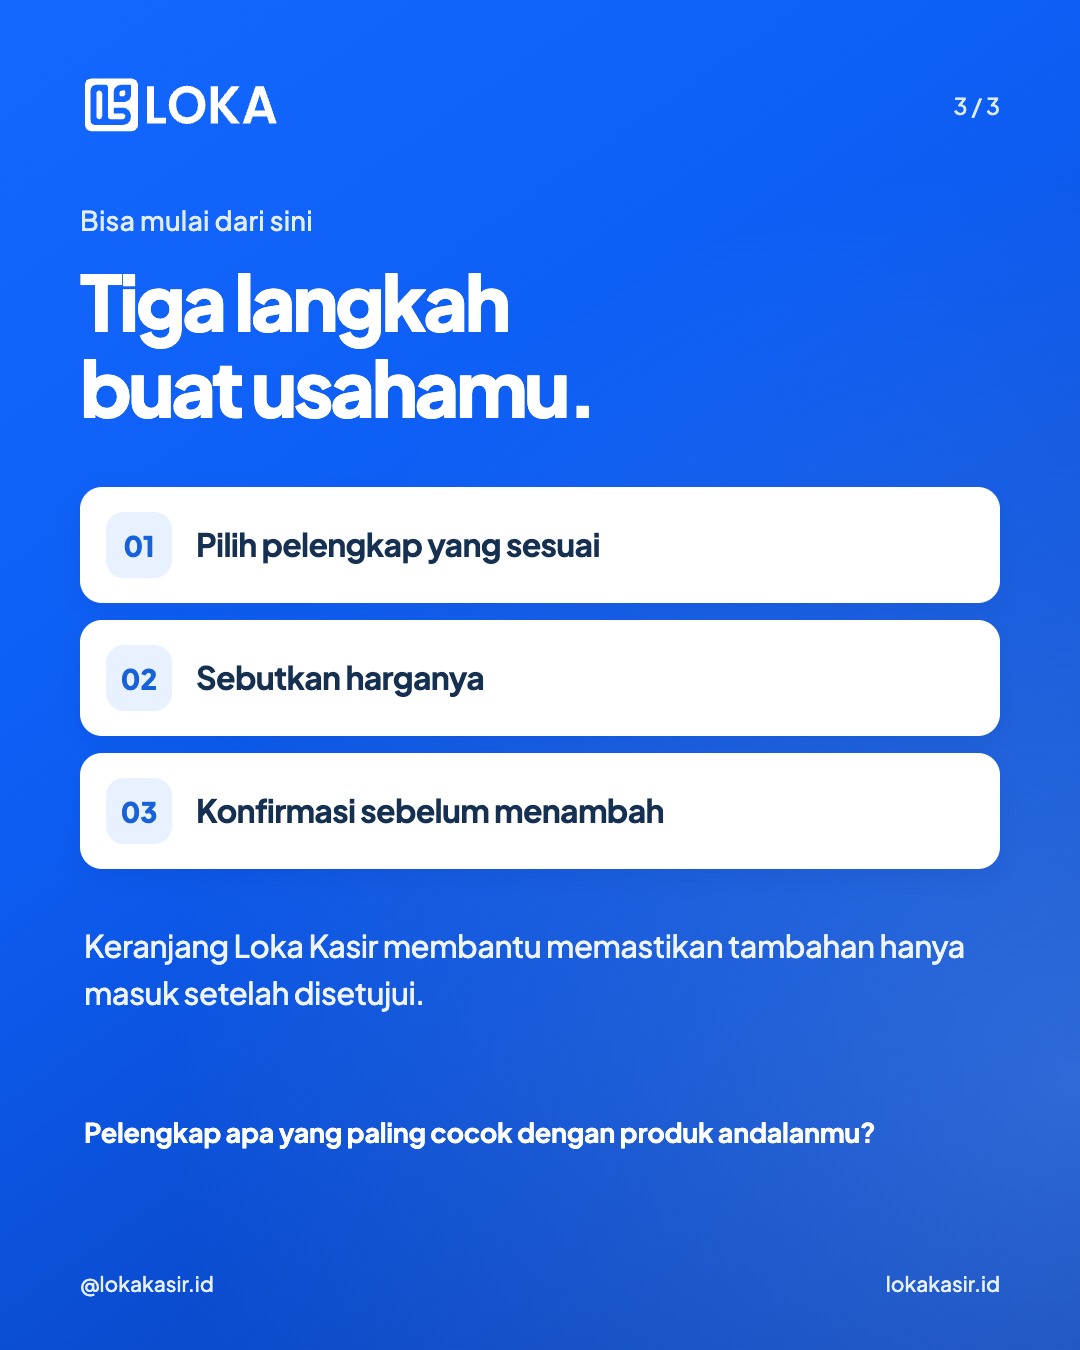 LOKA
3 / 3
Bisa mulai dari sini
Tiga langkah
buat usahamu.
01 Pilih pelengkap yang sesuai
02 Sebutkan harganya
03 Konfirmasi sebelum menambah
Keranjang Loka Kasir membantu memastikan tambahan hanya
masuk setelah disetujui.
Pelengkap apa yang paling cocok dengan produk andalanmu?
@lokakasir.id
lokakasir.id